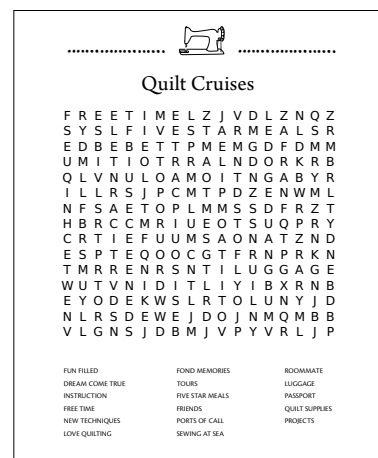 Quilt Cruises
F R E E T I M E L Z J V D L Z N Q Z
S Y S L F I V E S T A R M E A L S R
E D B E B E T T P M E M G D F D M M
U M I T I O T R R A L N D O R K R B
Q L V N U L O A M O I T N G A B Y R
I L L R S J P C M T P D Z E N W M L
N F S A E T O P L M M S S D F R Z T
H B R C C M R I U E O T S U Q P R Y
C R T I E F U U M S A O N A T Z N D
E S P T E Q O O C G T F R N P R K N
T M R R E N R S N T I L U G G A G E
W U T V N I D I T L I Y I B X R N B
E Y O D E K W S L R T O L U N Y J D
N L R S D E W E J D O J N M Q M B B
V L G N S J D B M J V P Y V R L J P
FUN FILLED FOND MEMORIES ROOMMATE
DREAM COME TRUE TOURS LUGGAGE
INSTRUCTION FIVE STAR MEALS PASSPORT
FREE TIME FRIENDS QUILT SUPPLIES
NEW TECHNIQUES PORTS OF CALL PROJECTS
LOVE QUILTING SEWING AT SEA